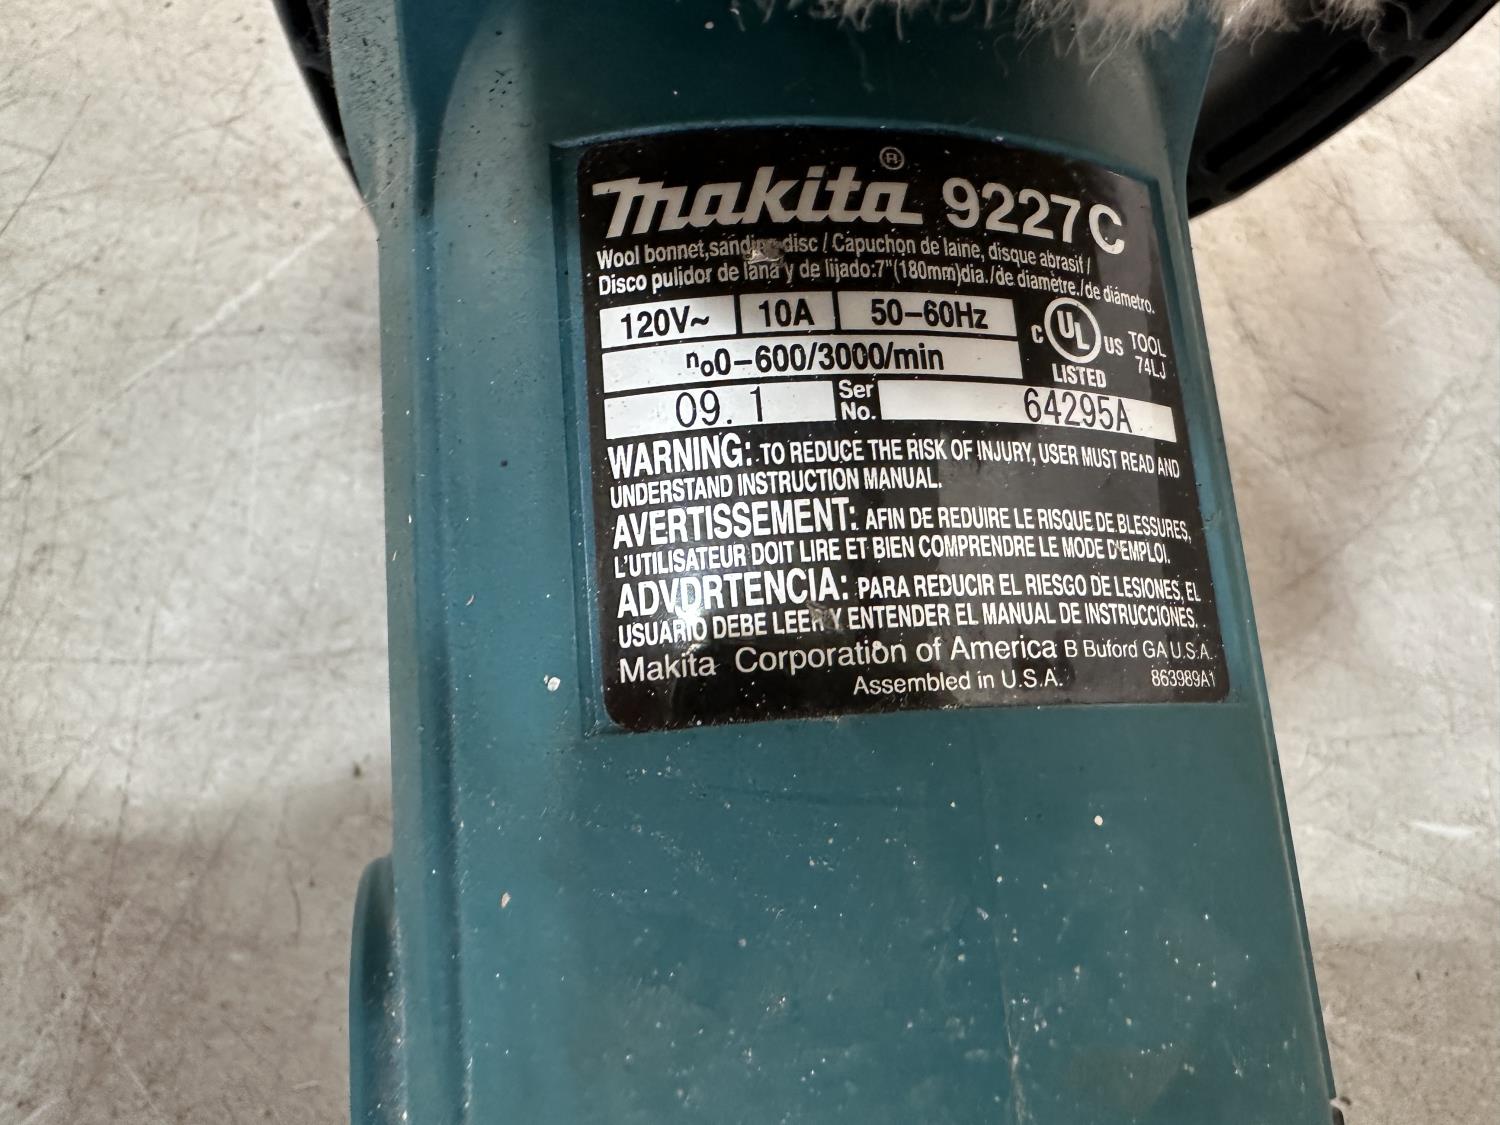 Makita® 9227C
Wool bonnet, sanding disc / Capuchon de laine, disque abrasif /
Disco pulidor de lana y de lijado:7"(180mm)dia./de diamètre./de diámetro.
120V~ 10A 50-60Hz
C UL US LISTED TOOL 74LJ
no0-600/3000/min
09. 1 Ser No. 64295A
WARNING: TO REDUCE THE RISK OF INJURY, USER MUST READ AND
UNDERSTAND INSTRUCTION MANUAL.
AVERTISSEMENT: AFIN DE REDUIRE LE RISQUE DE BLESSURES,
L'UTILISATEUR DOIT LIRE ET BIEN COMPRENDRE LE MODE D'EMPLOI.
ADVDRTENCIA: PARA REDUCIR EL RIESGO DE LESIONES, EL
USUARIO DEBE LEER Y ENTENDER EL MANUAL DE INSTRUCCIONES.
Makita Corporation of America B Buford GA U.S.A.
Assembled in U.S.A. 863989A1